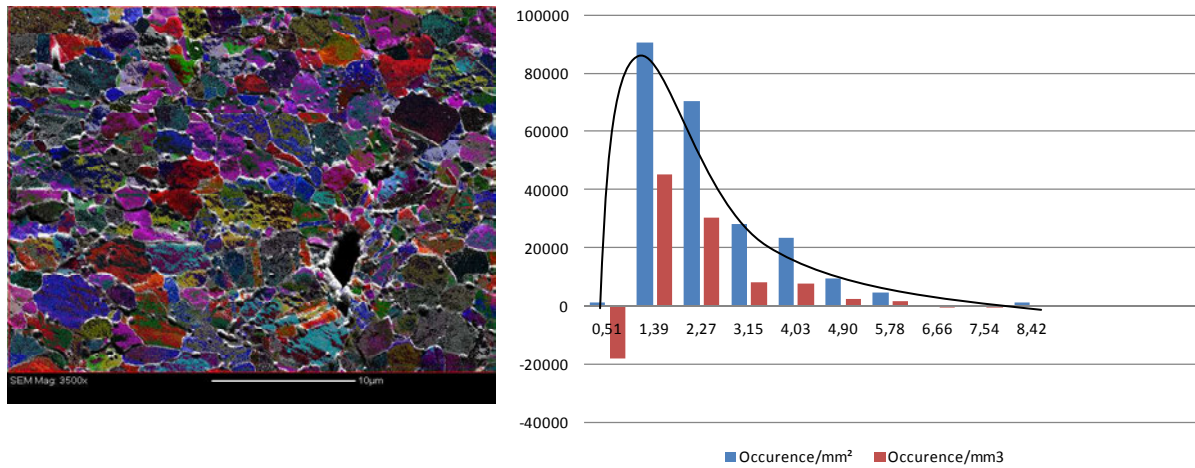 SEM Mag: 3500x 10µm
100000
80000
60000
40000
20000
0
-20000
-40000
0,51 1,39 2,27 3,15 4,03 4,90 5,78 6,66 7,54 8,42
Occurence/mm² Occurence/mm3